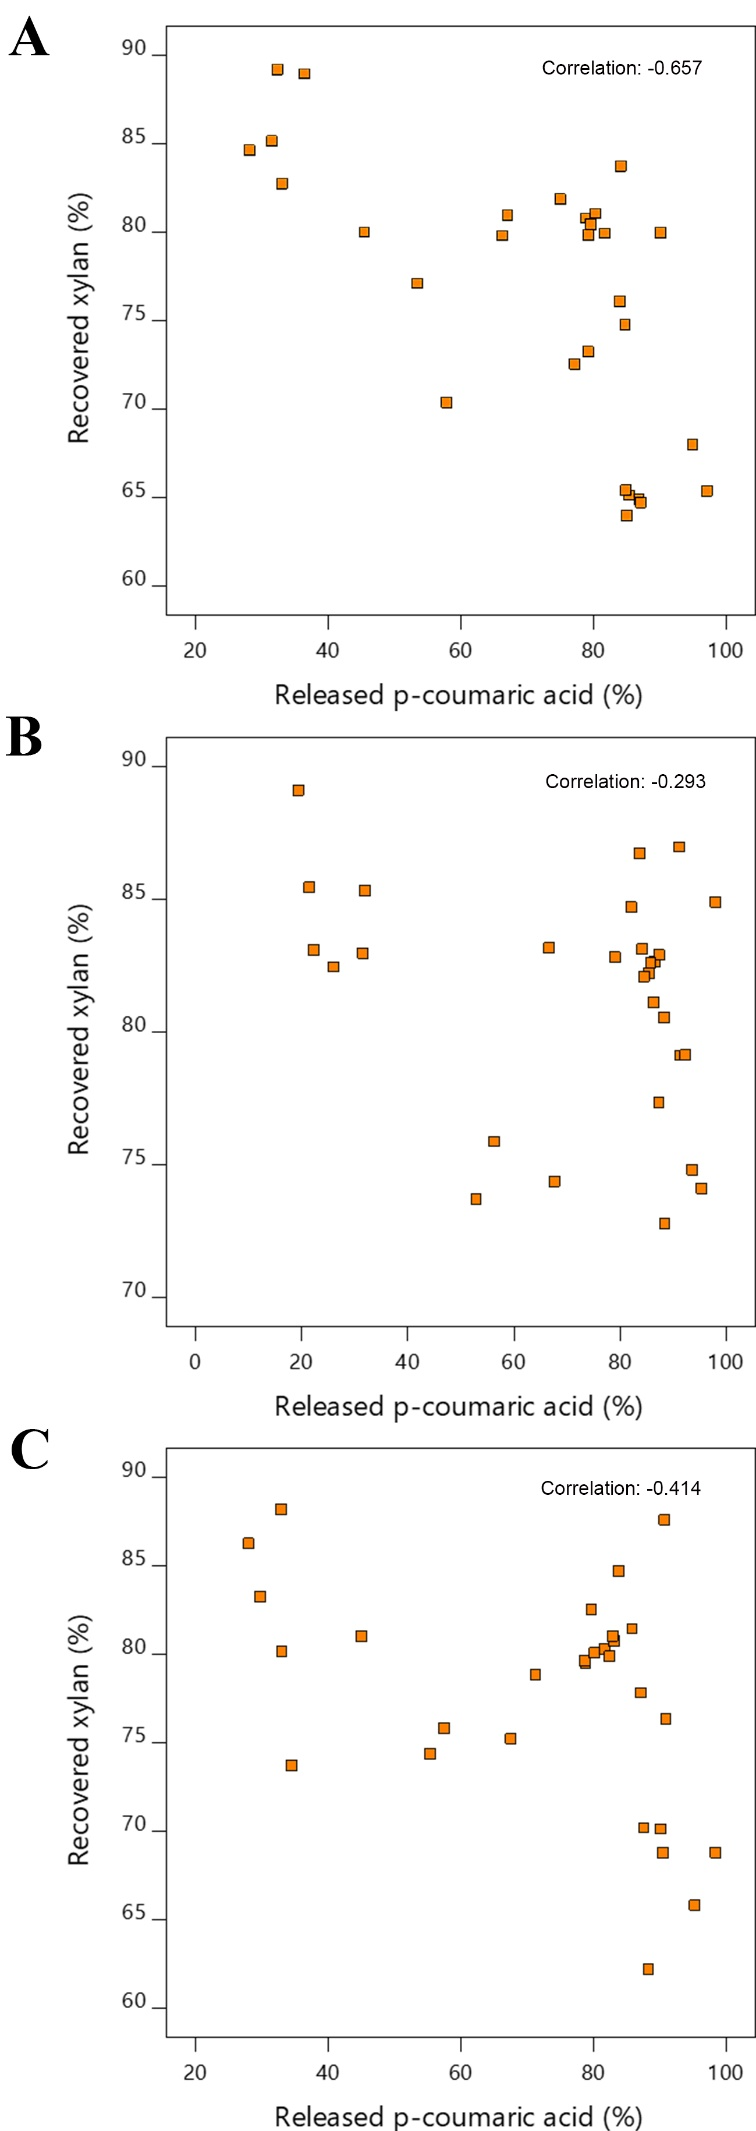 A
Correlation: -0.657
90
85
80
75
70
65
60
Recovered xylan (%)
20 40 60 80 100
Released p-coumaric acid (%)
B
Correlation: -0.293
90
85
80
75
70
Recovered xylan (%)
0 20 40 60 80 100
Released p-coumaric acid (%)
C
Correlation: -0.414
90
85
80
75
70
65
60
Recovered xylan (%)
20 40 60 80 100
Released p-coumaric acid (%)